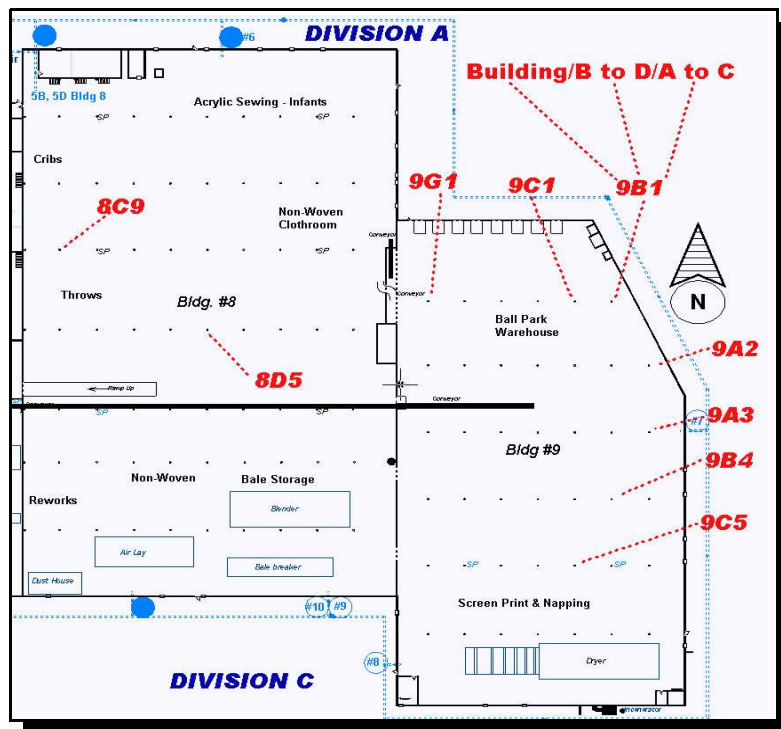 DIVISION A
#6
Building/B to D/A to C
5B, 5D Bldg 8
Acrylic Sewing - Infants
SP
SP
Cribs
8C9
Non-Woven
Clothroom
9G1
9C1
9B1
SP
SP
Conveyor
Throws
Bldg. #8
Conveyor
N
Ball Park
Warehouse
9A2
8D5
Ramp Up
Conveyor
SP
SP
Conveyor
9A3
#7
Bldg #9
9B4
Non-Woven
Bale Storage
Reworks
Blender
9C5
Air Lay
Bale breaker
SP
SP
Dust House
#10
#9
Screen Print & Napping
#8
Dryer
DIVISION C
Incinerator